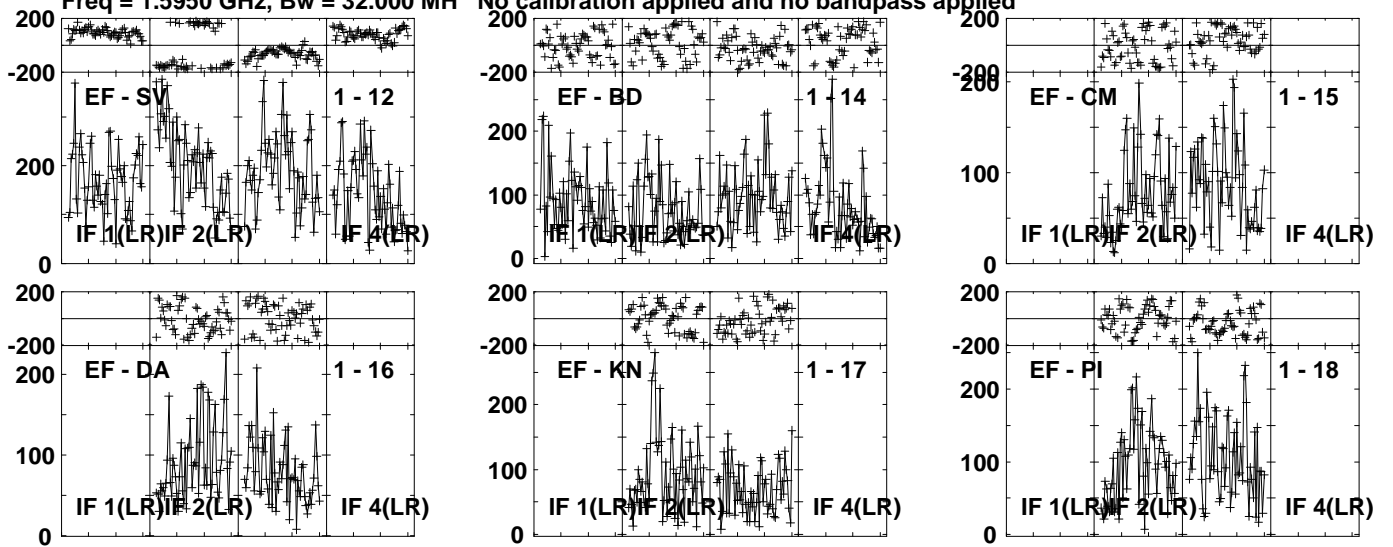 Freq = 1.5950 GHz, Bw = 32.000 MH No calibration applied and no bandpass applied
200
-200
EF - SV 1 - 12
200
IF 1(LR) IF 2(LR) IF 4(LR)
0
200
-200
EF - BD 1 - 14
200
100
IF 1(LR) IF 2(LR) IF 4(LR)
0
200
-200
200
EF - CM 1 - 15
100
IF 1(LR) IF 2(LR) IF 4(LR)
0
200
-200
EF - DA 1 - 16
200
100
IF 1(LR) IF 2(LR) IF 4(LR)
0
200
-200
EF - KN 1 - 17
200
100
IF 1(LR) IF 2(LR) IF 4(LR)
0
200
-200
EF - PI 1 - 18
200
100
IF 1(LR) IF 2(LR) IF 4(LR)
0